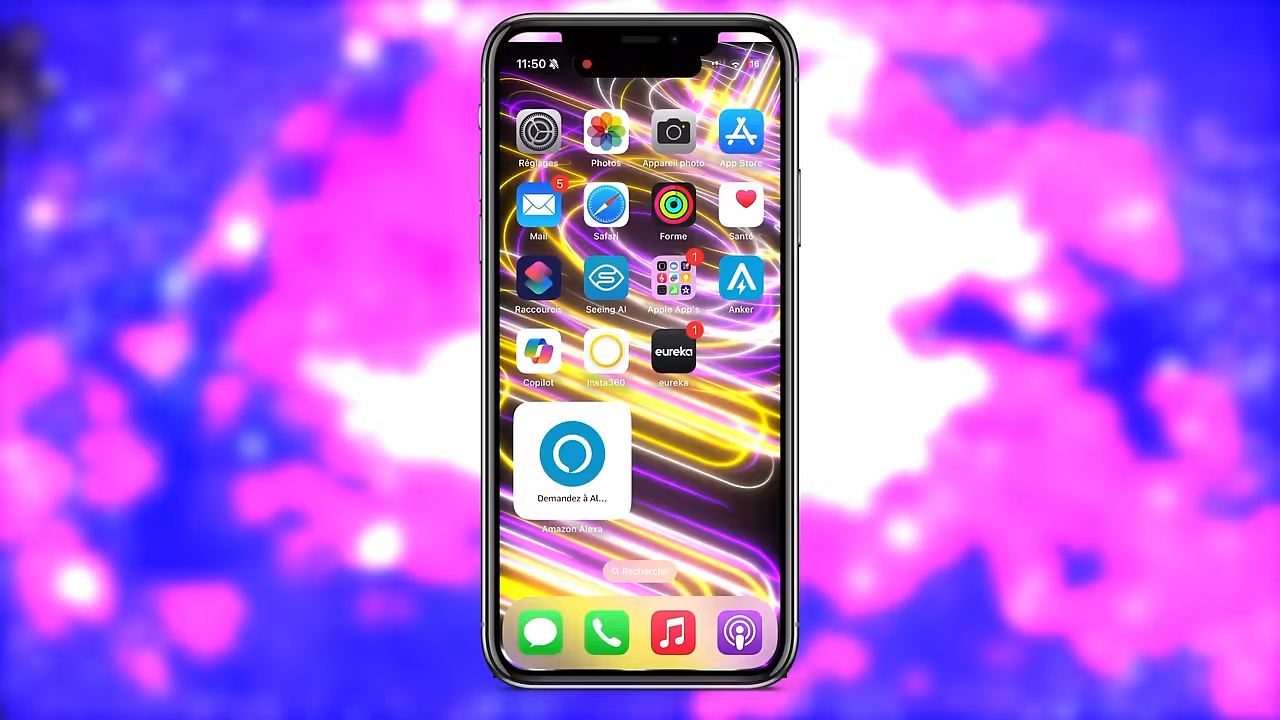 11:50
16
Réglages Photos Appareil photo App Store
5
Mail Safari Forme Santé
1
Raccourcis Seeing AI Apple App's Anker
1
eureka
Copilot Insta360 eureka
Demandez à Al...
Amazon Alexa
Recherche